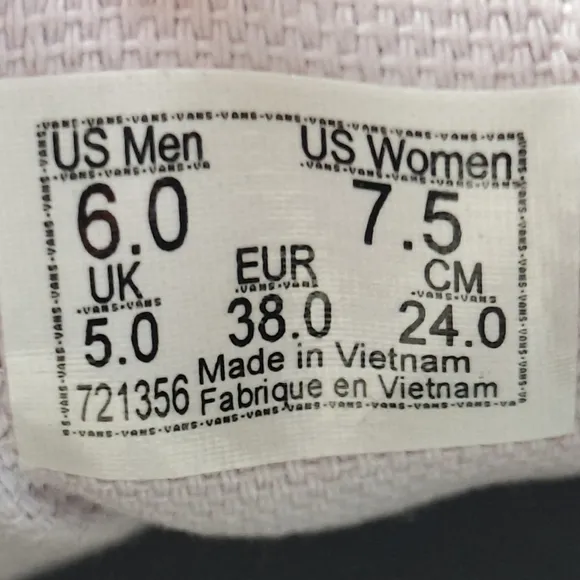 US Men US Women
6.0 7.5
UK EUR CM
5.0 38.0 24.0
Made in Vietnam
721356 Fabrique en Vietnam